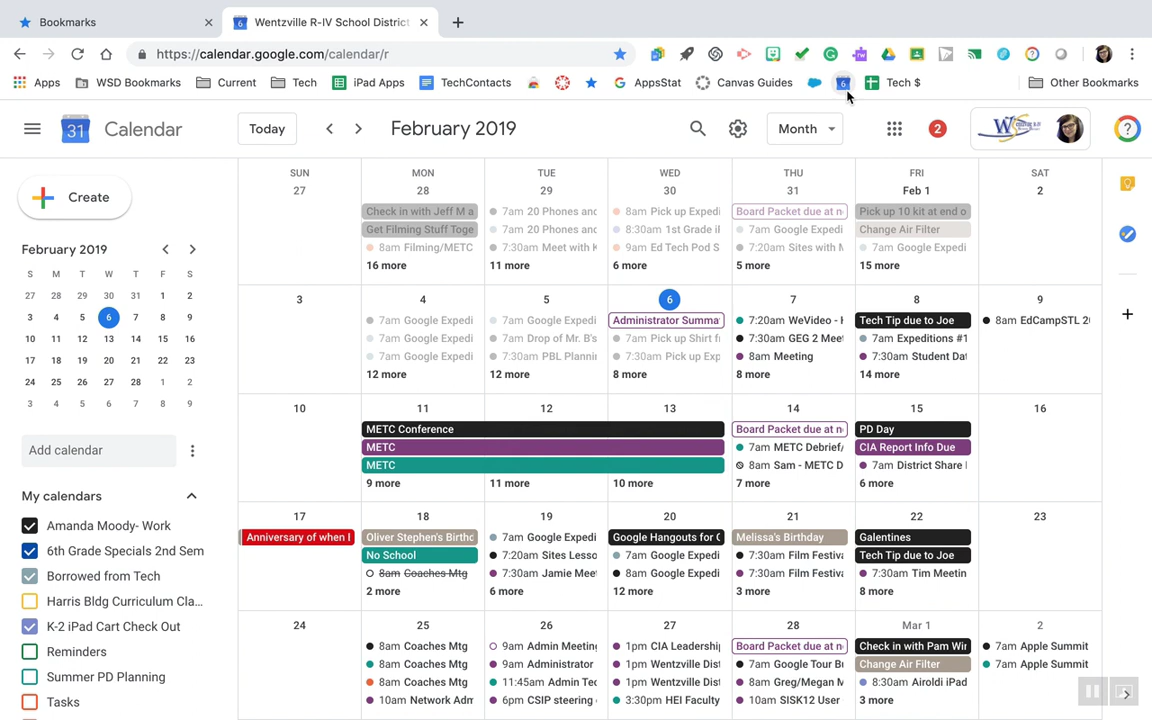 Bookmarks
Wentzville R-IV School District
https://calendar.google.com/calendar/r
Apps
WSD Bookmarks
Current
Tech
iPad Apps
TechContacts
AppsStat
Canvas Guides
6
Tech $
Other Bookmarks
31
Calendar
Today
February 2019
Month
2
Create
February 2019
S M T W T F S
27 28 29 30 31 1 2
3 4 5 6 7 8 9
10 11 12 13 14 15 16
17 18 19 20 21 22 23
24 25 26 27 28 1 2
3 4 5 6 7 8 9
Add calendar
My calendars
Amanda Moody- Work
6th Grade Specials 2nd Sem
Borrowed from Tech
Harris Bldg Curriculum Cla...
K-2 iPad Cart Check Out
Reminders
Summer PD Planning
Tasks
SUN MON TUE WED THU FRI SAT
27 28 29 30 31 Feb 1 2
Check in with Jeff M a
Get Filming Stuff Toge
8am Filming/METC
16 more
7am 20 Phones and
7am 20 Phones and
7:30am Meet with K
11 more
8am Pick up Expedi
8:30am 1st Grade iP
9am Ed Tech Pod S
6 more
Board Packet due at n
7am Google Expedi
7:20am Sites with M
5 more
Pick up 10 kit at end o
Change Air Filter
7am Google Expedi
15 more
3 4 5 6 7 8 9
7am Google Expedi
7am Google Expedi
7am Google Expedi
12 more
7am Google Expedi
7am Drop of Mr. B's
7:30am PBL Plannin
12 more
Administrator Summa
7am Pick up Shirt f
7:30am Pick up Exp
8 more
7:20am WeVideo - H
7:30am GEG 2 Meet
8am Meeting
8 more
Tech Tip due to Joe
7am Expeditions #1
7:30am Student Dat
14 more
8am EdCampSTL 20
10 11 12 13 14 15 16
METC Conference
METC
METC
9 more
11 more
10 more
Board Packet due at n
7am METC Debrief/
8am Sam - METC D
7 more
PD Day
CIA Report Info Due
7am District Share
6 more
17 18 19 20 21 22 23
Anniversary of when I
Oliver Stephen's Birthd
No School
8am Coaches Mtg
2 more
7am Google Expedi
7:20am Sites Lesso
7:30am Jamie Meet
6 more
Google Hangouts for C
7am Google Expedi
8am Google Expedi
12 more
Melissa's Birthday
7:30am Film Festiva
7:30am Film Festiva
3 more
Galentines
Tech Tip due to Joe
7:30am Tim Meetin
8 more
24 25 26 27 28 Mar 1 2
8am Coaches Mtg
8am Coaches Mtg
8am Coaches Mtg
10am Network Adm
9am Admin Meeting
9am Administrator
11:45am Admin Tec
6pm CSIP steering
1pm CIA Leadership
1pm Wentzville Dist
1pm Wentzville Dist
3:30pm HEI Faculty
Board Packet due at n
7am Google Tour Bu
8am Greg/Megan M
10am SISK12 User
Check in with Pam Wir
Change Air Filter
8:30am Airoldi iPad
3 more
7am Apple Summit
7am Apple Summit